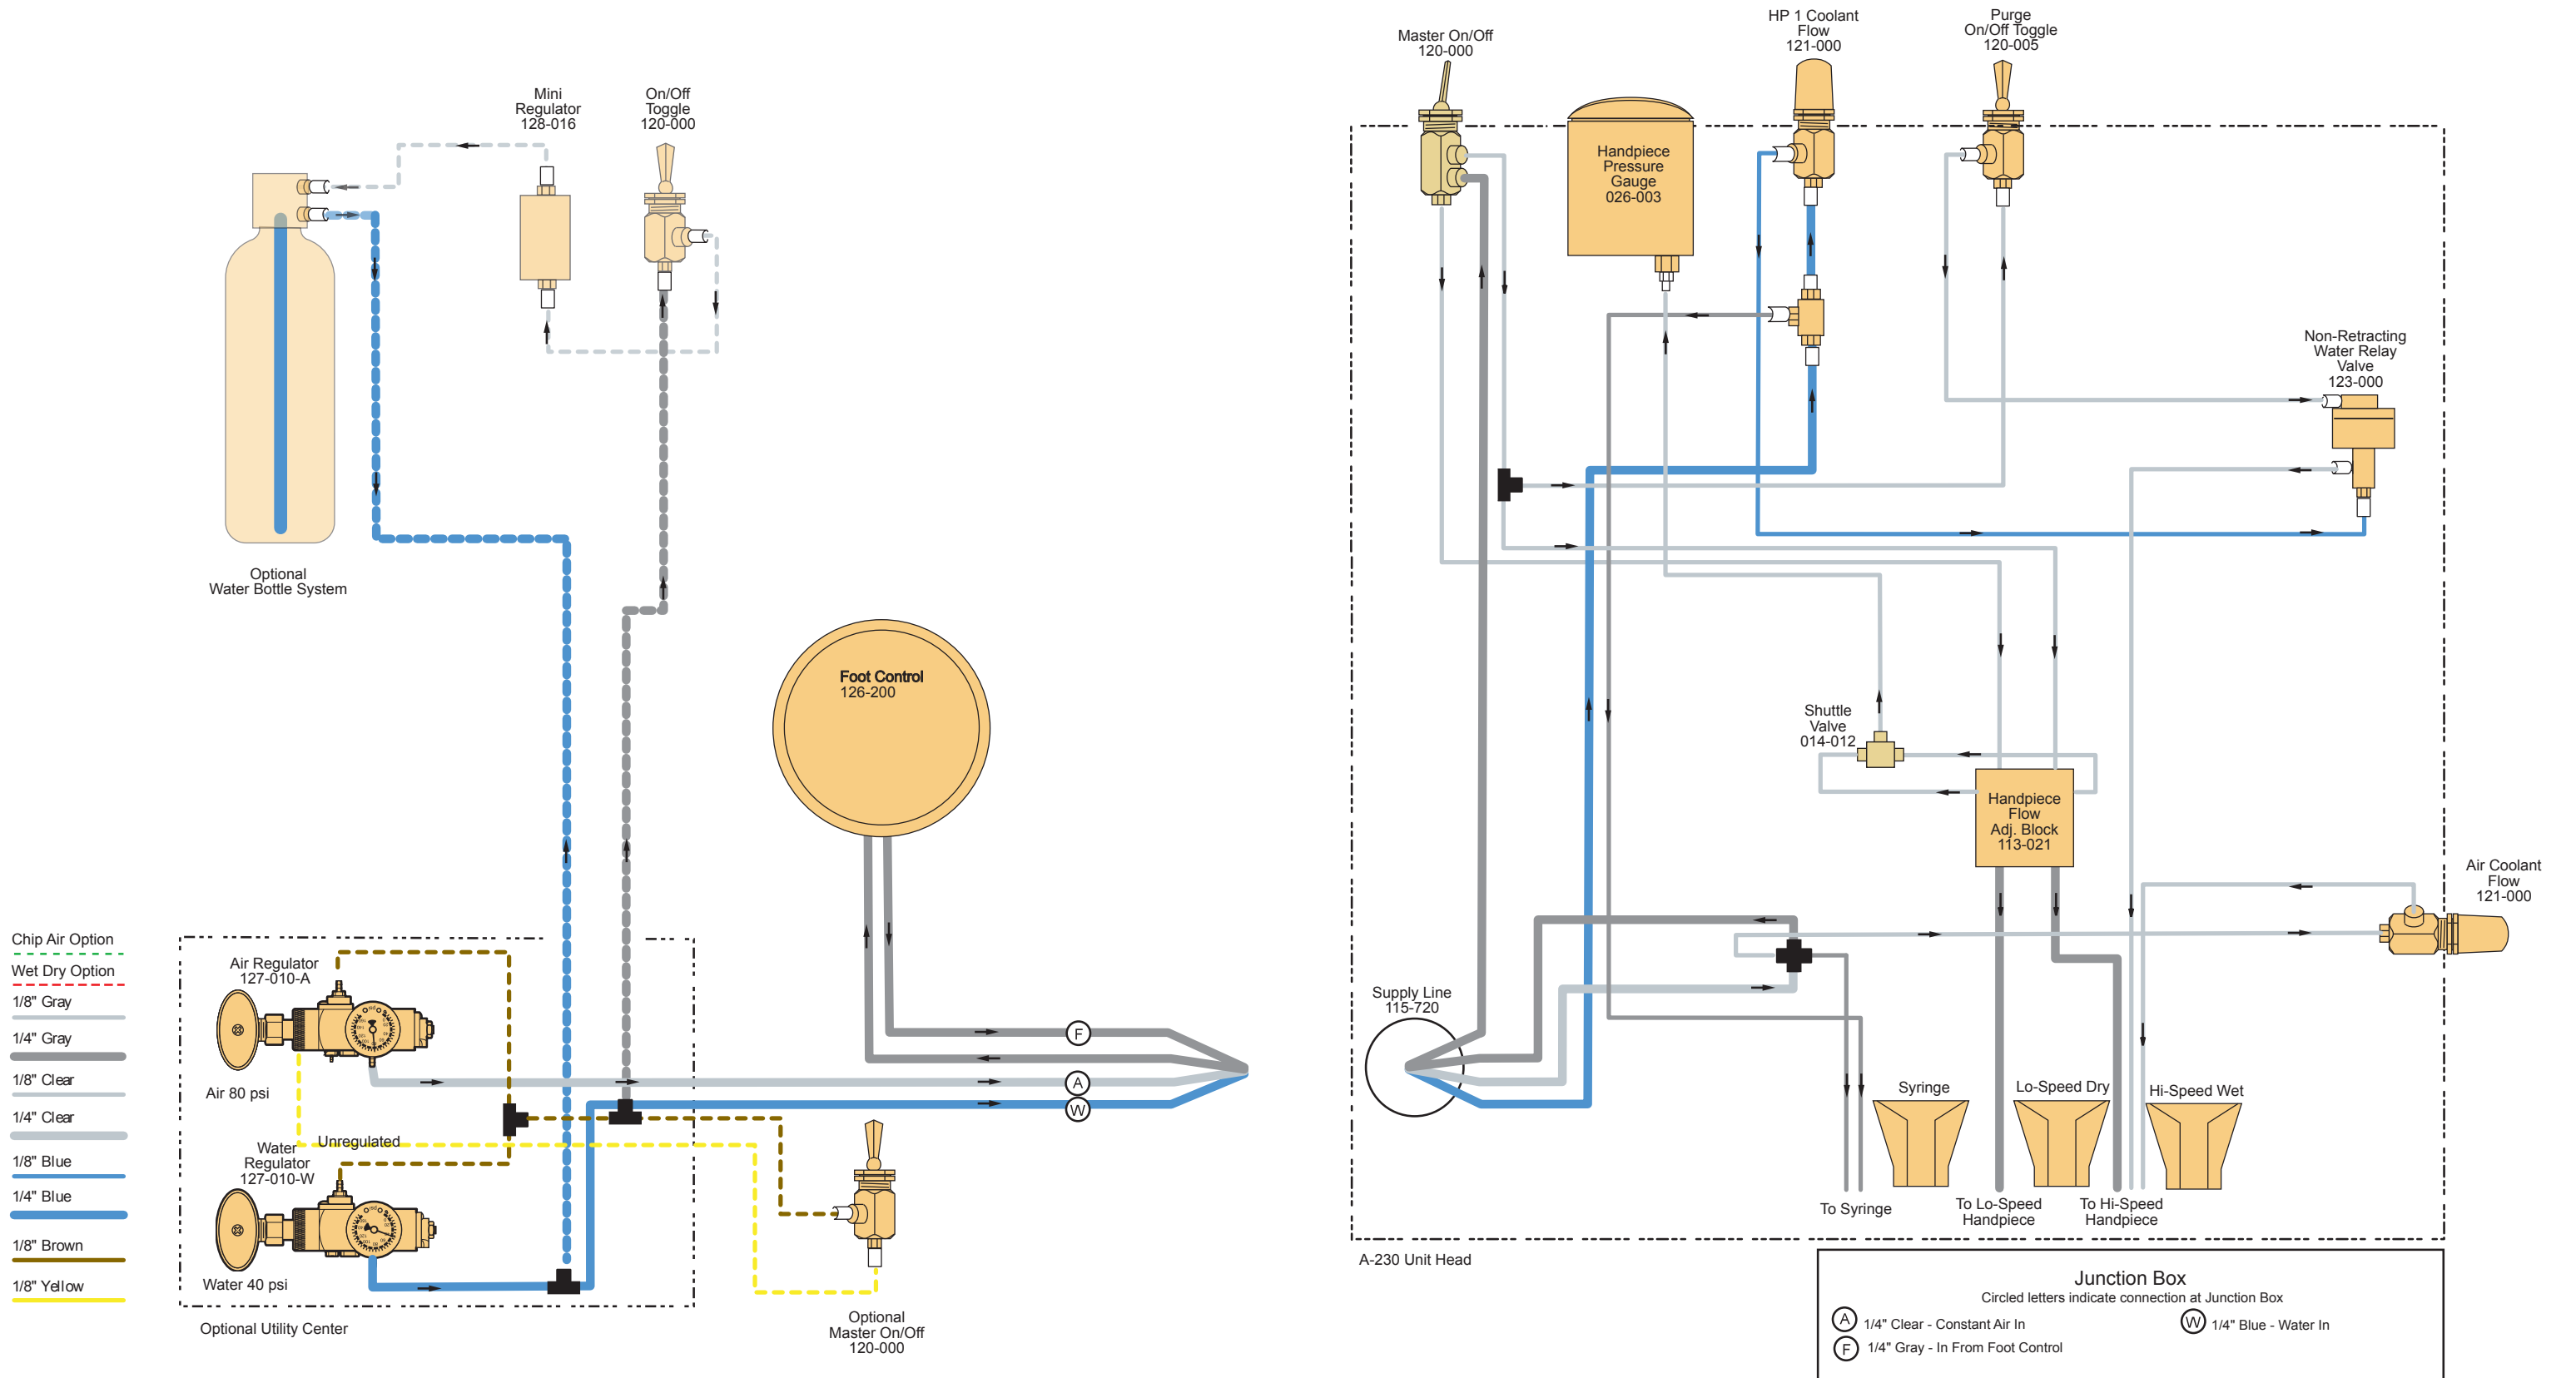 Mini
Regulator
128-016
On/Off
Toggle
120-000
Optional
Water Bottle System
Foot Control
126-200
Chip Air Option
Wet Dry Option
1/8" Gray
1/4" Gray
1/8" Clear
1/4" Clear
1/8" Blue
1/4" Blue
1/8" Brown
1/8" Yellow
Air Regulator
127-010-A
Air 80 psi
Unregulated
Water
Regulator
127-010-W
Water 40 psi
Optional Utility Center
F
A
W
Optional
Master On/Off
120-000
Master On/Off
120-000
HP 1 Coolant
Flow
121-000
Purge
On/Off Toggle
120-005
Handpiece
Pressure
Gauge
026-003
Non-Retracting
Water Relay
Valve
123-000
Shuttle
Valve
014-012
Handpiece
Flow
Adj. Block
113-021
Air Coolant
Flow
121-000
Supply Line
115-720
Syringe
Lo-Speed Dry
Hi-Speed Wet
To Syringe
To Lo-Speed
Handpiece
To Hi-Speed
Handpiece
A-230 Unit Head
Junction Box
Circled letters indicate connection at Junction Box
A 1/4" Clear - Constant Air In
W 1/4" Blue - Water In
F 1/4" Gray - In From Foot Control